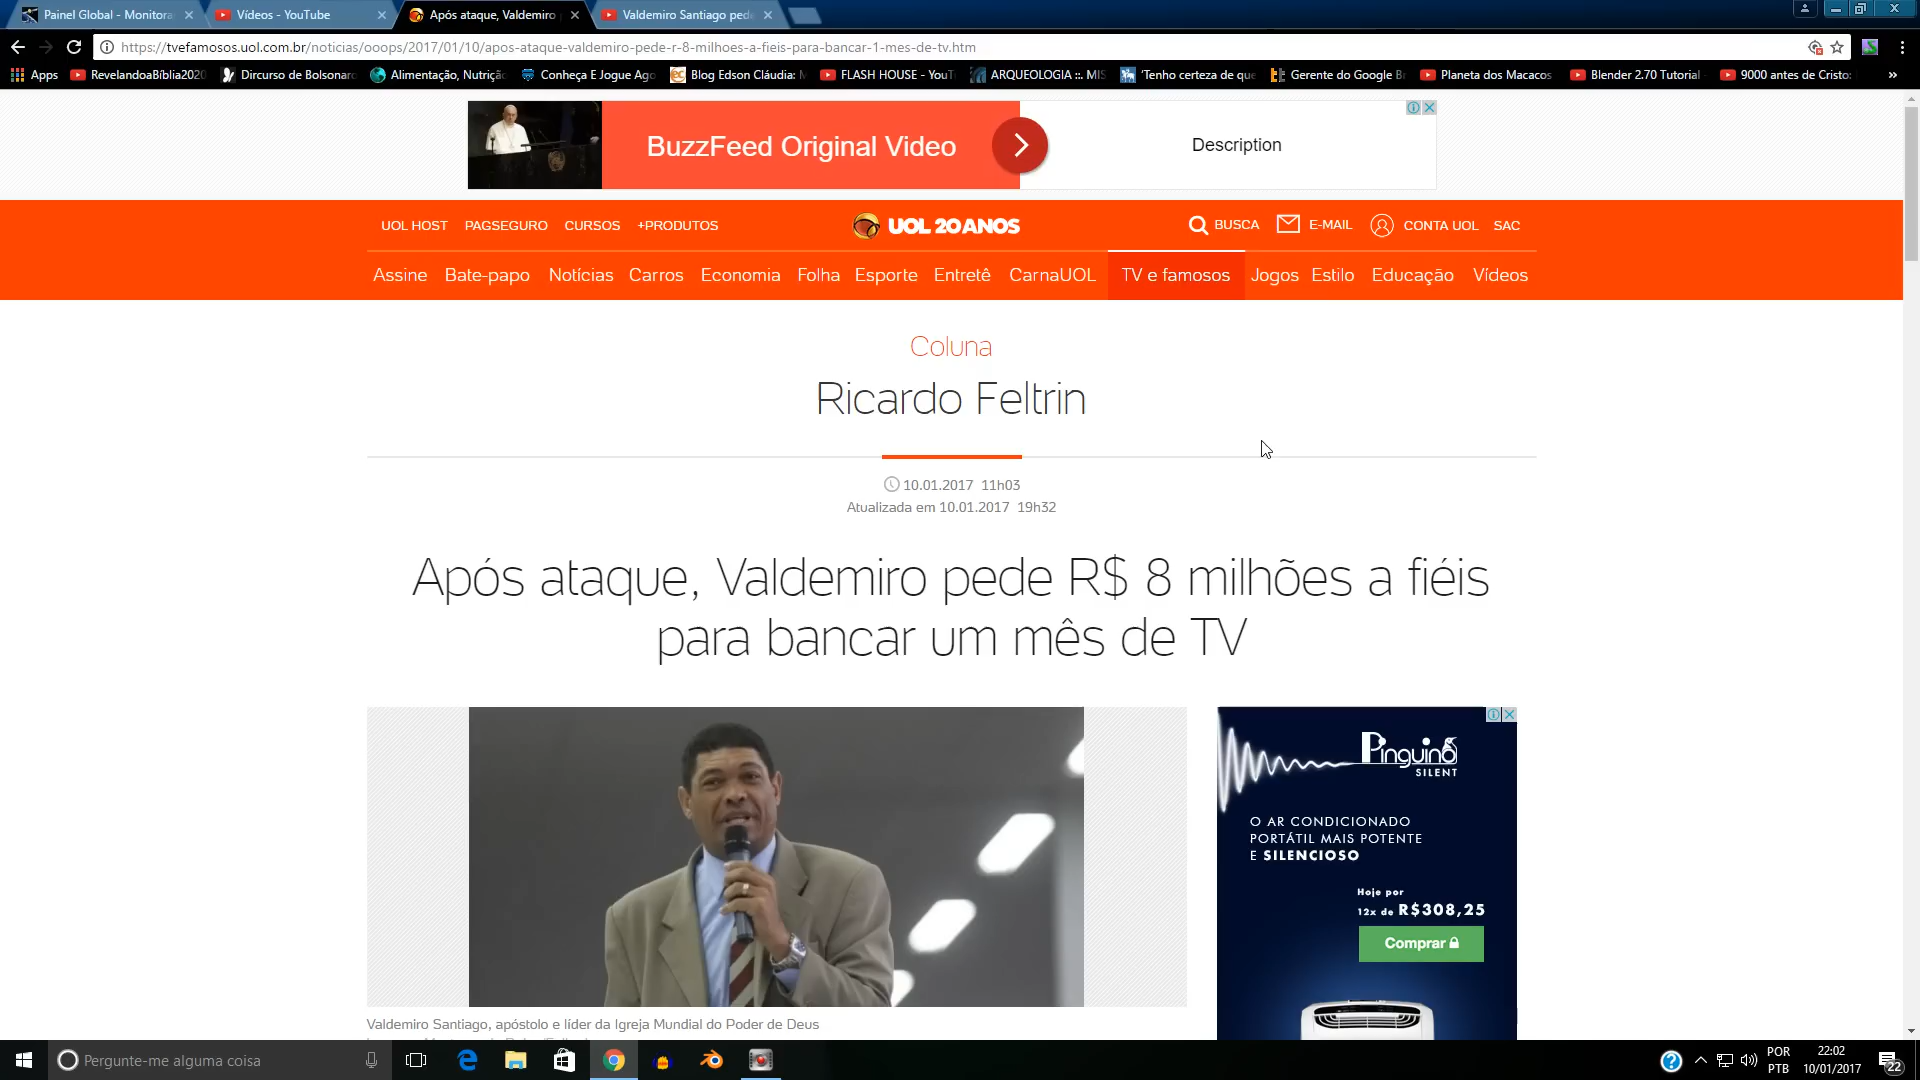 Painel Global - Monitora
Vídeos - YouTube
Após ataque, Valdemiro
Valdemiro Santiago ped
https://tvefamosos.uol.com.br/noticias/ooops/2017/01/10/apos-ataque-valdemiro-pede-r-8-milhoes-a-fieis-para-bancar-1-mes-de-tv.htm
Apps
RevelandoaBíblia2020
Dircurso de Bolsonaro
Alimentação, Nutriçã
Conheça E Jogue Ago
Blog Edson Cláudia: M
FLASH HOUSE - YouT
ARQUEOLOGIA ::. MIS
'Tenho certeza de que
Gerente do Google Br
Planeta dos Macacos
Blender 2.70 Tutorial
9000 antes de Cristo:
BuzzFeed Original Video
Description
UOL HOST PAGSEGURO CURSOS +PRODUTOS
UOL 20 ANOS
BUSCA E-MAIL CONTA UOL SAC
Assine Bate-papo Notícias Carros Economia Folha Esporte Entretê CarnaUOL TV e famosos Jogos Estilo Educação Vídeos
Coluna
Ricardo Feltrin
10.01.2017 11h03
Atualizada em 10.01.2017 19h32
Após ataque, Valdemiro pede R$ 8 milhões a fiéis
para bancar um mês de TV
Pinguino
SILENT
O AR CONDICIONADO
PORTÁTIL MAIS POTENTE
E SILENCIOSO
Hoje por
12x de R$308,25
Comprar
Valdemiro Santiago, apóstolo e líder da Igreja Mundial do Poder de Deus
Pergunte-me alguma coisa
POR
PTB
22:02
10/01/2017
22